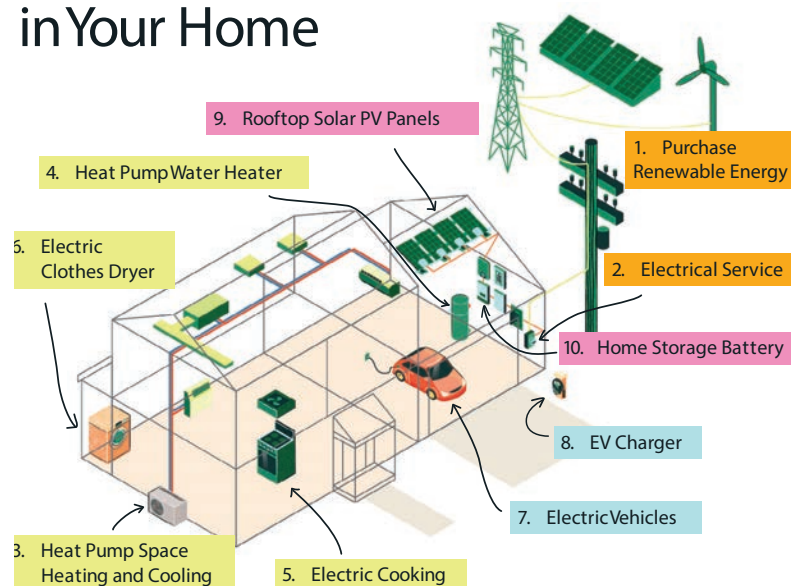 in Your Home
9. Rooftop Solar PV Panels
1. Purchase
Renewable Energy
4. Heat Pump Water Heater
6. Electric
Clothes Dryer
2. Electrical Service
10. Home Storage Battery
8. EV Charger
7. Electric Vehicles
3. Heat Pump Space
Heating and Cooling
5. Electric Cooking